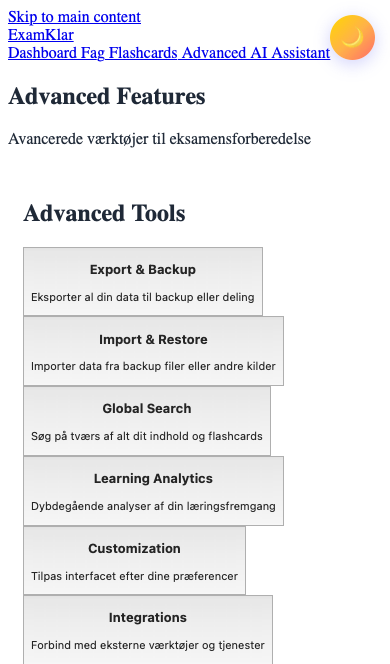 Skip to main content
ExamKlar
Dashboard Fag Flashcards Advanced AI Assistant
Advanced Features
Avancerede værktøjer til eksamensforberedelse
Advanced Tools
Export & Backup
Eksporter al din data til backup eller deling
Import & Restore
Importer data fra backup filer eller andre kilder
Global Search
Søg på tværs af alt dit indhold og flashcards
Learning Analytics
Dybdegående analyser af din læringsfremgang
Customization
Tilpas interfacet efter dine præferencer
Integrations
Forbind med eksterne værktøjer og tjenester